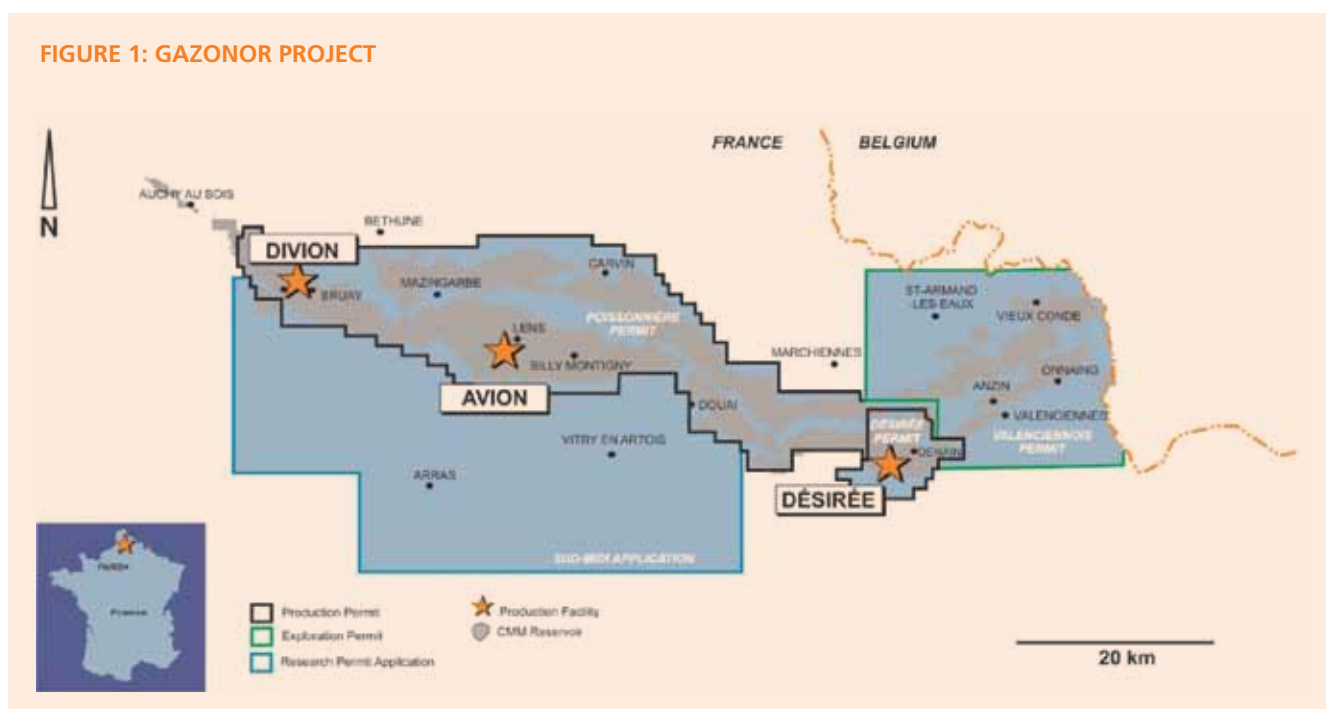 FIGURE 1: GAZONOR PROJECT
FRANCE
BELGIUM
N
AUCHY AU BOIS
BETHUNE
DIVION
BRUAY
MAZINGARBE
CARVIN
POISSONNIÈRE
PERMIT
LENS
BILLY MONTIGNY
AVION
MARCHIENNES
DOUAI
VITRY EN ARTOIS
ARRAS
ST-ARMAND
-LES-EAUX
VIEUX CONDE
ONNAING
ANZIN
VALENCIENNES
VALENCIENNOIS
PERMIT
DÉSIRÉE
PERMIT
DENAIN
DÉSIRÉE
SUD-MIDI APPLICATION
PARIS
France
Production Permit
Exploration Permit
Research Permit Application
Production Facility
CMM Reservoir
20 km